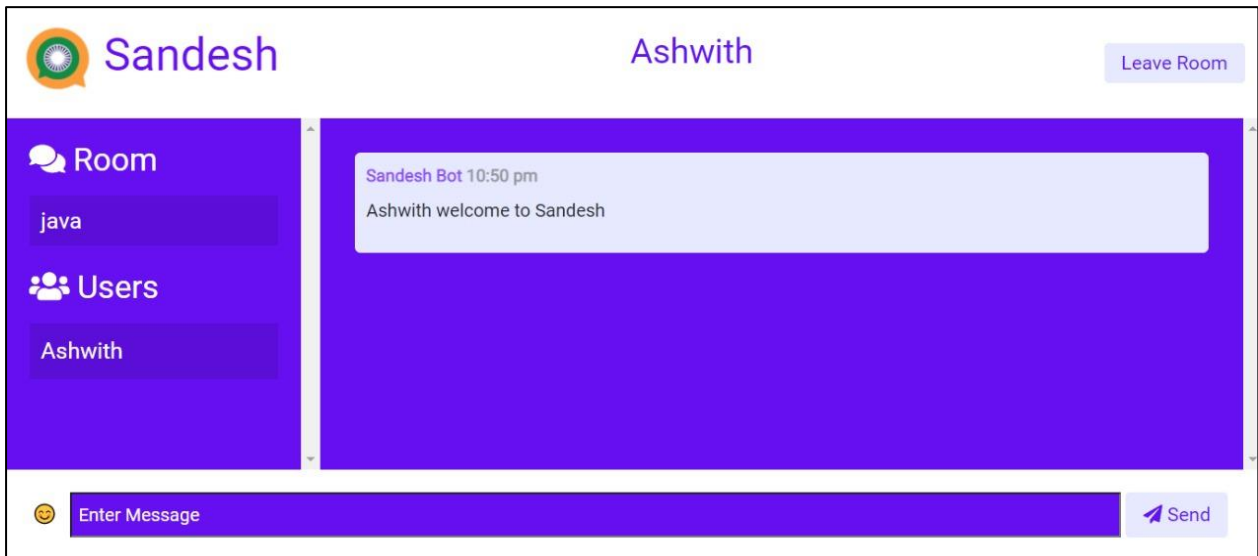 Sandesh
Ashwith
Leave Room
Room
java
Users
Ashwith
Sandesh Bot 10:50 pm
Ashwith welcome to Sandesh
Enter Message
Send